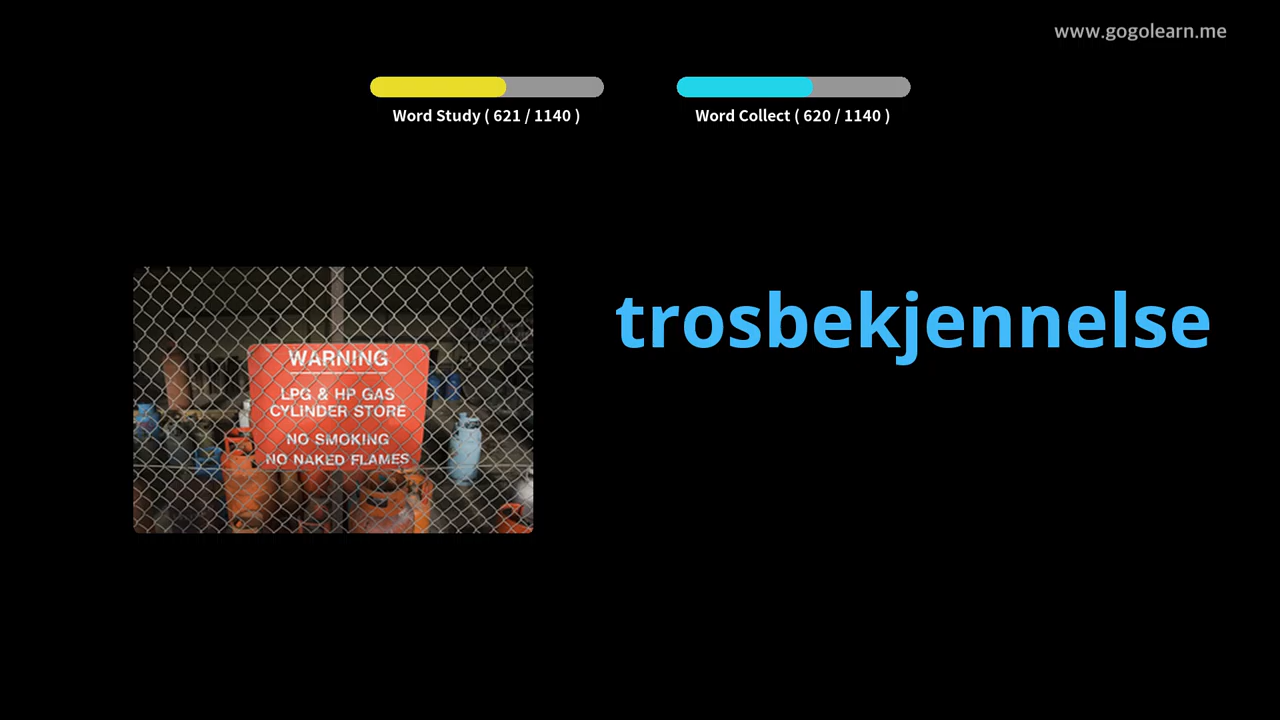 www.gogolearn.me
Word Study ( 621 / 1140 )
Word Collect ( 620 / 1140 )
trosbekjennelse
WARNING
LPG & HP GAS
CYLINDER STORE
NO SMOKING
NO NAKED FLAMES